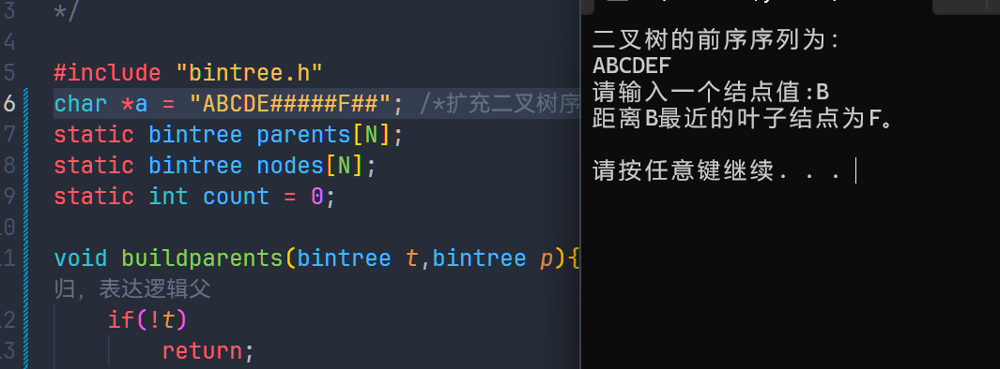 3 */
4
5 #include "bintree.h"
6 char *a = "ABCDE#####F##"; /*扩充二叉树序
7 static bintree parents[N];
8 static bintree nodes[N];
9 static int count = 0;
10
11 void buildparents(bintree t,bintree p){
归，表达逻辑父
12 if(!t)
13 return;
二叉树的前序序列为:
ABCDEF
请输入一个结点值:B
距离B最近的叶子结点为F。
请按任意键继续. . .